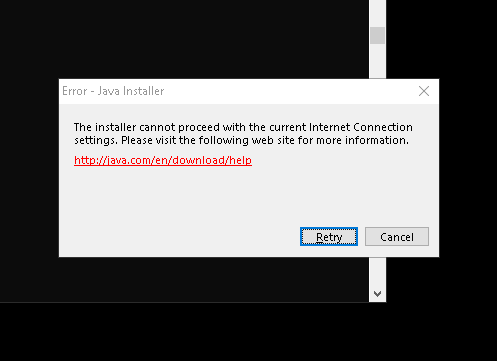 Error - Java Installer
The installer cannot proceed with the current Internet Connection
settings. Please visit the following web site for more information.
http://java.com/en/download/help
Retry
Cancel